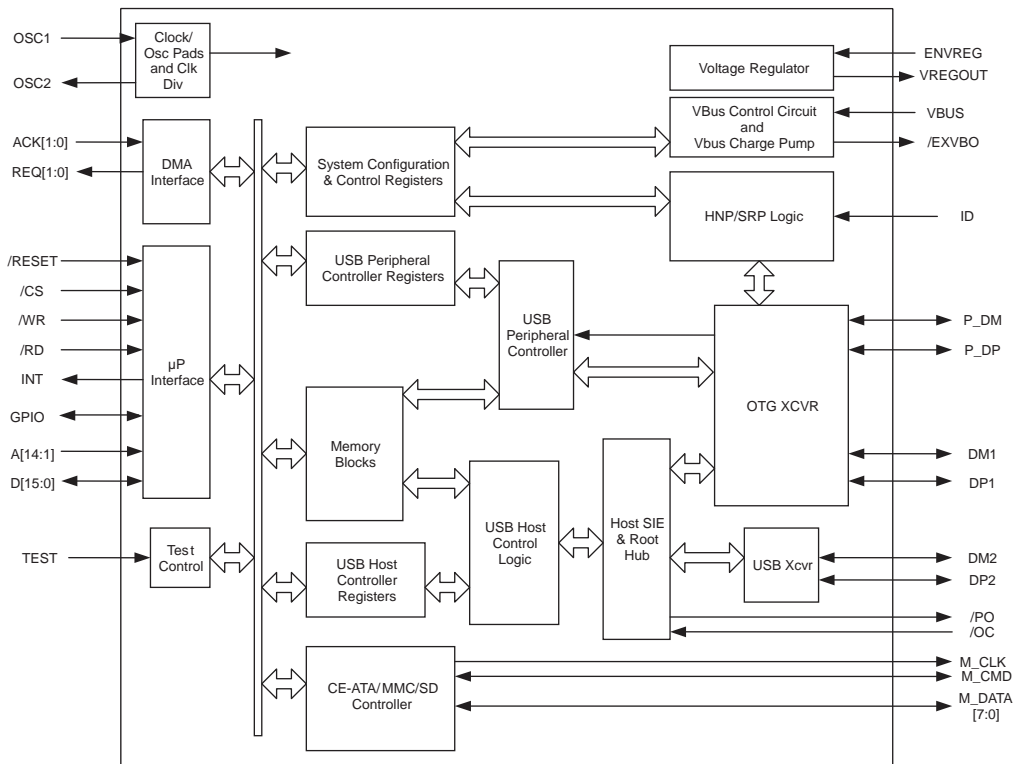 OSC1
OSC2
Clock/
Osc Pads
and Clk
Div
Voltage Regulator
ENVREG
VREGOUT
ACK[1:0]
REQ[1:0]
DMA
Interface
System Configuration
& Control Registers
VBus Control Circuit
and
Vbus Charge Pump
VBUS
/EXVBO
HNP/SRP Logic
ID
/RESET
/CS
/WR
/RD
INT
GPIO
A[14:1]
D[15:0]
µP
Interface
USB Peripheral
Controller Registers
USB
Peripheral
Controller
OTG XCVR
P_DM
P_DP
DM1
DP1
Memory
Blocks
USB Host
Control
Logic
Host SIE
& Root
Hub
USB Xcvr
DM2
DP2
/PO
/OC
TEST
Test
Control
USB Host
Controller
Registers
CE-ATA/MMC/SD
Controller
M_CLK
M_CMD
M_DATA
[7:0]